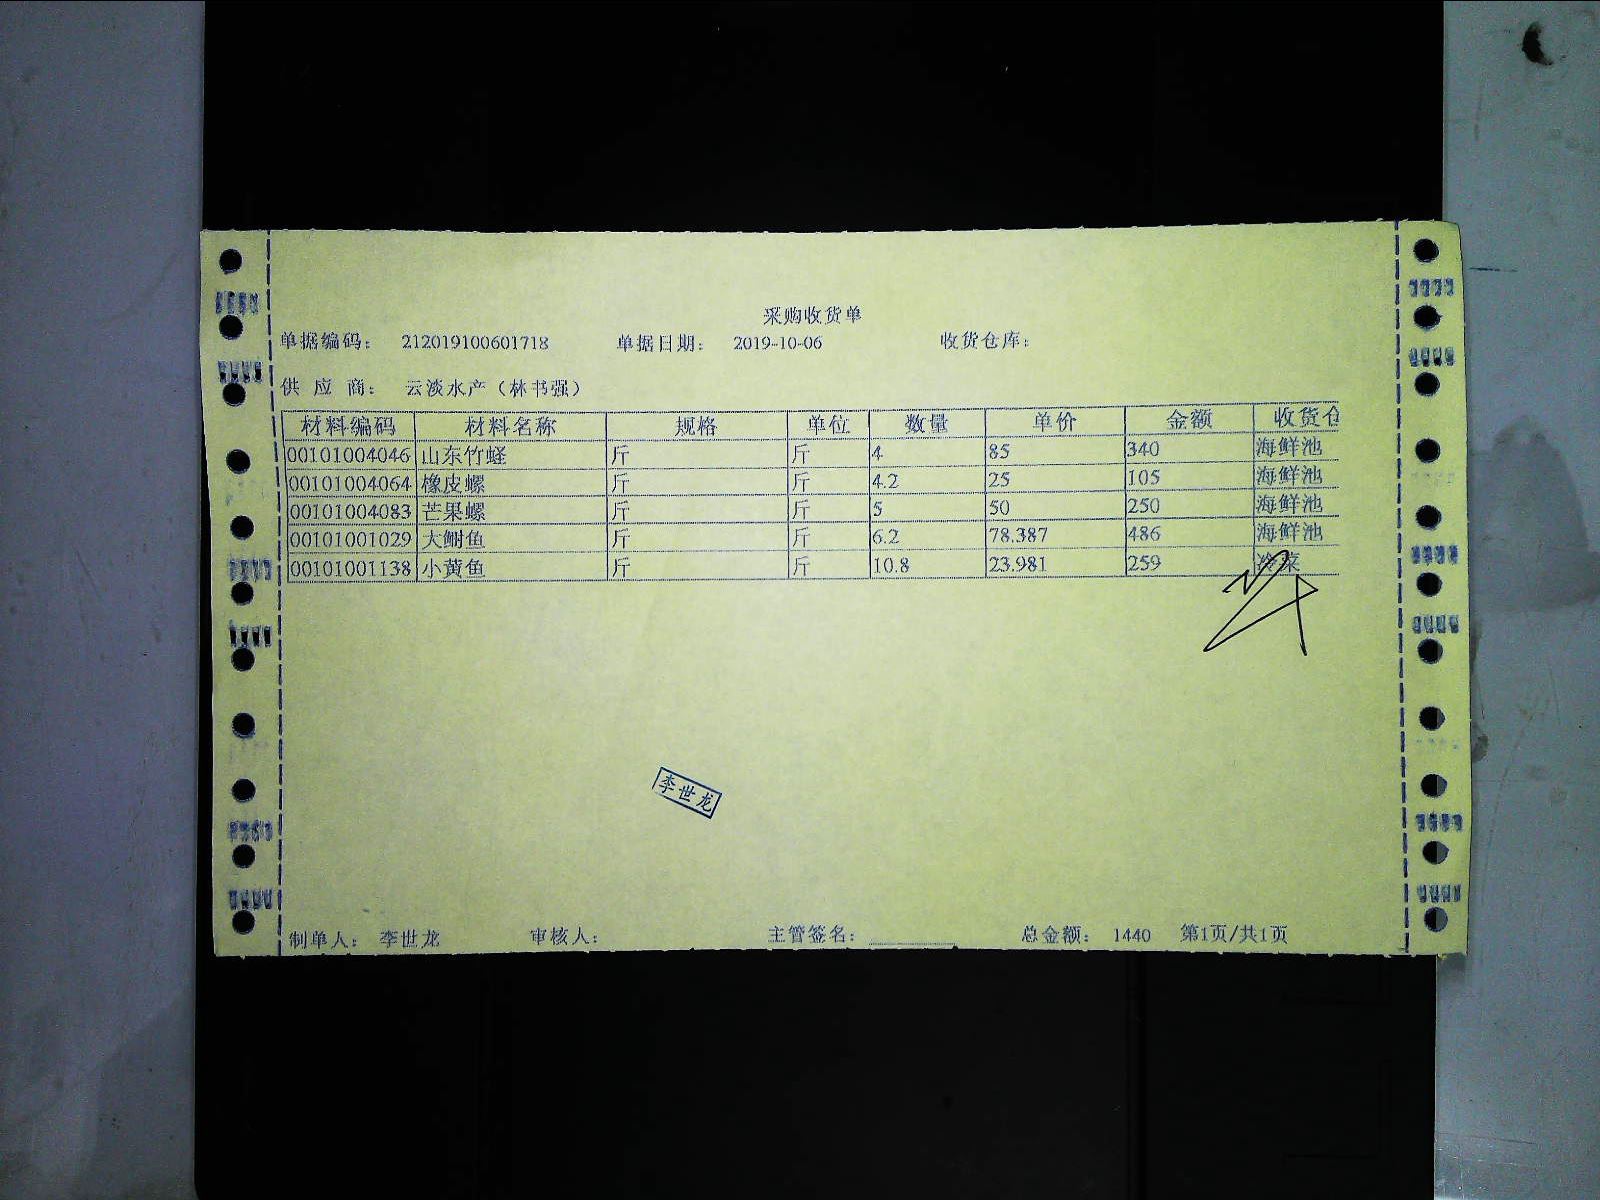 采购收货单
单据编码： 212019100601718 单据日期： 2019-10-06 收货仓库：
供 应 商： 云淡水产（林书强）
材料编码 材料名称 规格 单位 数量 单价 金额 收货仓
00101004046 山东竹蛏 斤 斤 4 85 340 海鲜池
00101004064 橡皮螺 斤 斤 4.2 25 105 海鲜池
00101004083 芒果螺 斤 斤 5 50 250 海鲜池
00101001029 大鲷鱼 斤 斤 6.2 78.387 486 海鲜池
00101001138 小黄鱼 斤 斤 10.8 23.981 259 冷菜
李世龙
制单人： 李世龙 审核人： 主管签名： 总金额： 1440 第1页/共1页